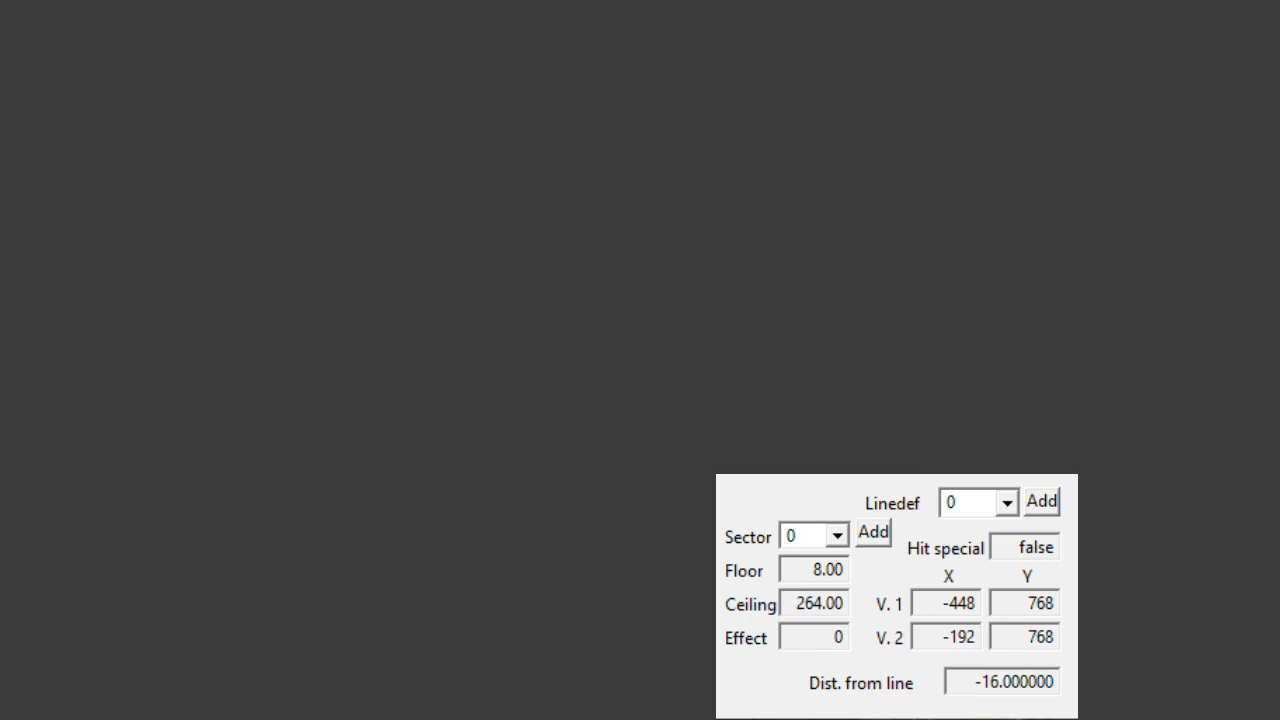 Linedef 0 Add
Sector 0 Add
Hit special false
Floor 8.00
X Y
Ceiling 264.00 V. 1 -448 768
Effect 0 V. 2 -192 768
Dist. from line -16.000000